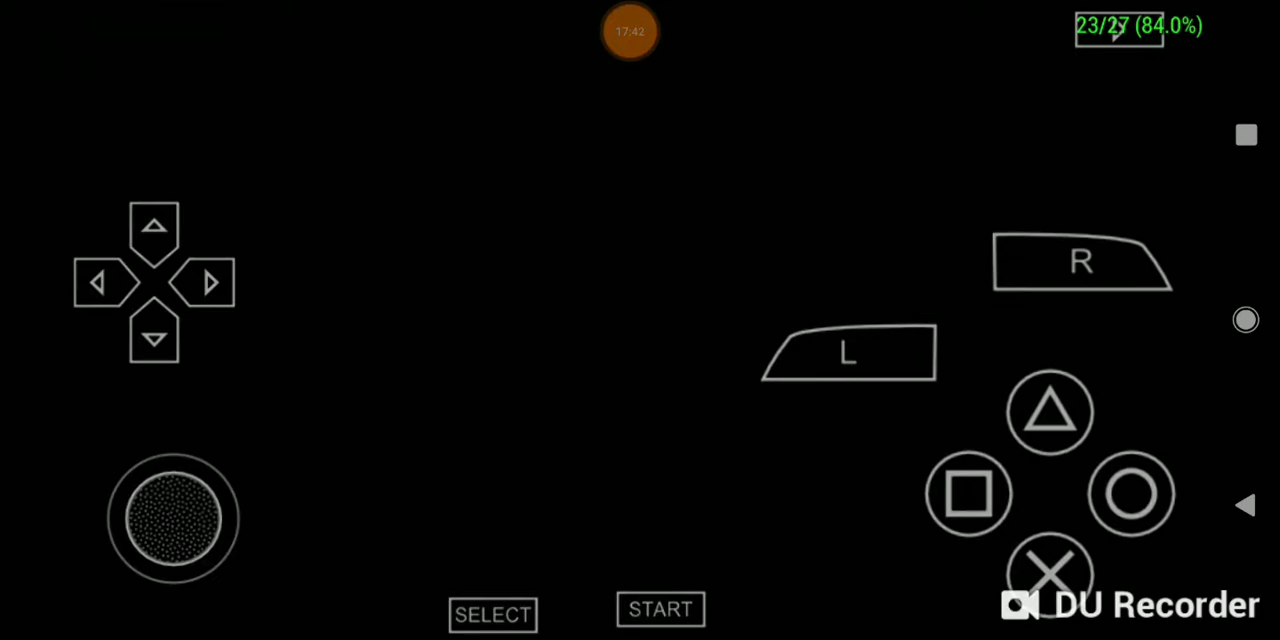 17:42
23/27 (84.0%)
R
L
SELECT
START
DU Recorder